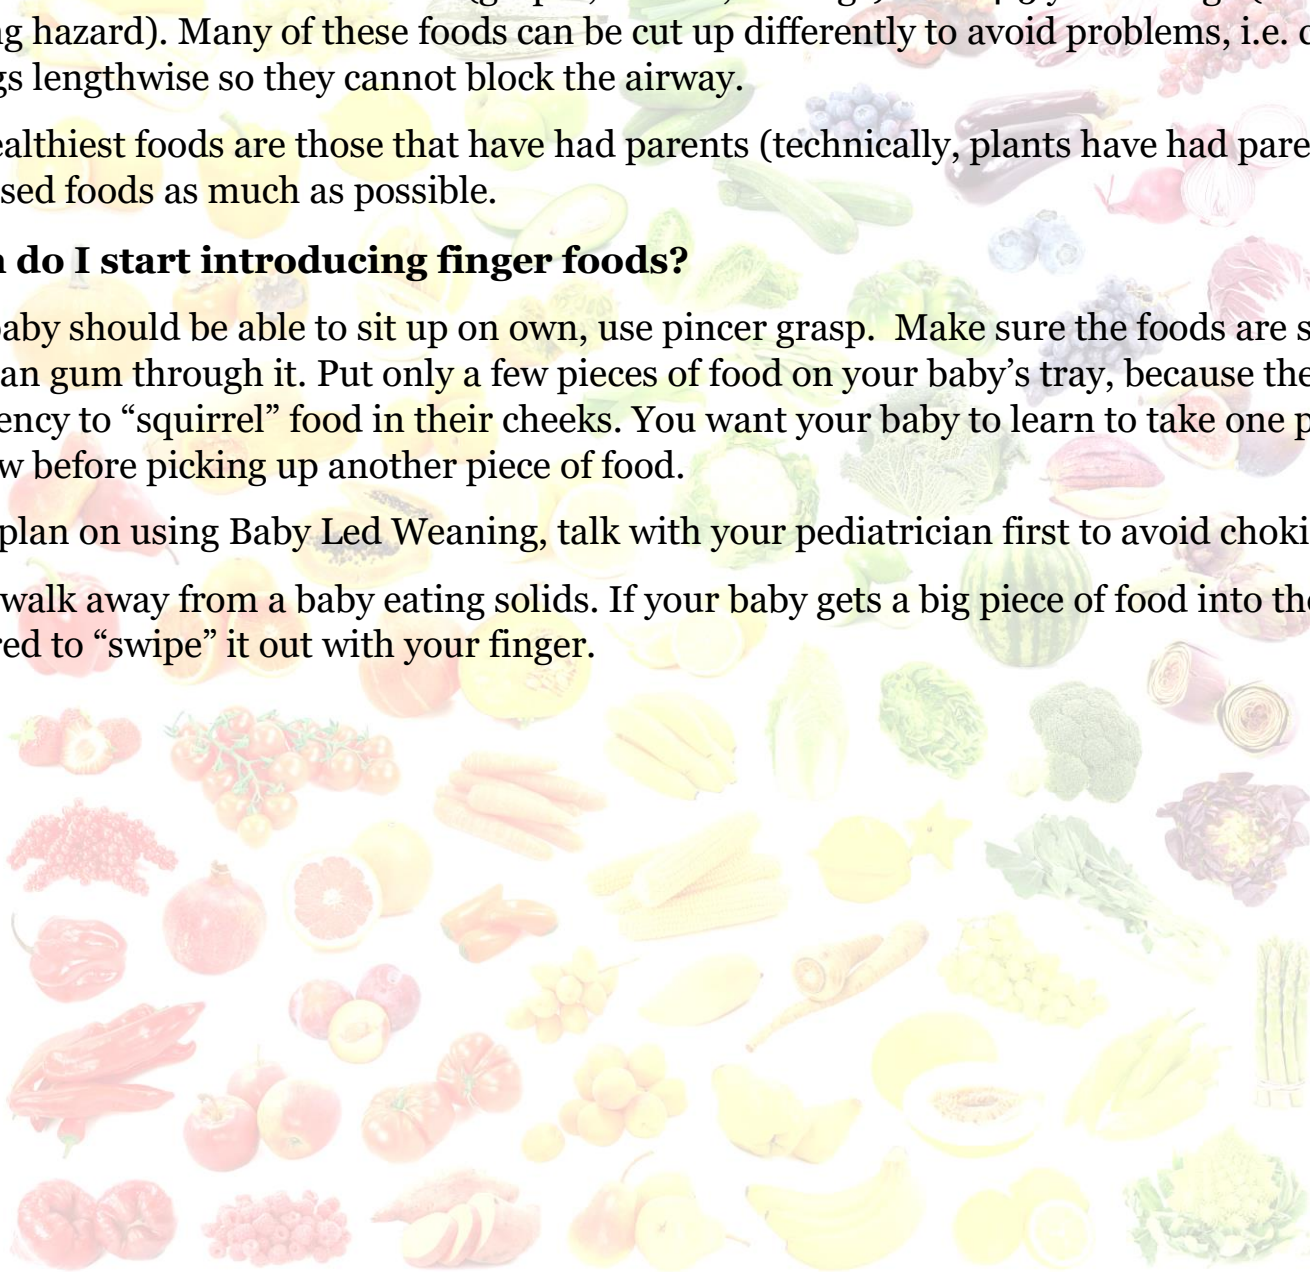 ng hazard). Many of these foods can be cut up differently to avoid problems, i.e. c
gs lengthwise so they cannot block the airway.
ealthiest foods are those that have had parents (technically, plants have had pare
sed foods as much as possible.
n do I start introducing finger foods?
baby should be able to sit up on own, use pincer grasp.  Make sure the foods are s
an gum through it. Put only a few pieces of food on your baby’s tray, because the
ency to “squirrel” food in their cheeks. You want your baby to learn to take one p
w before picking up another piece of food.
plan on using Baby Led Weaning, talk with your pediatrician first to avoid choki
walk away from a baby eating solids. If your baby gets a big piece of food into the
red to “swipe” it out with your finger.